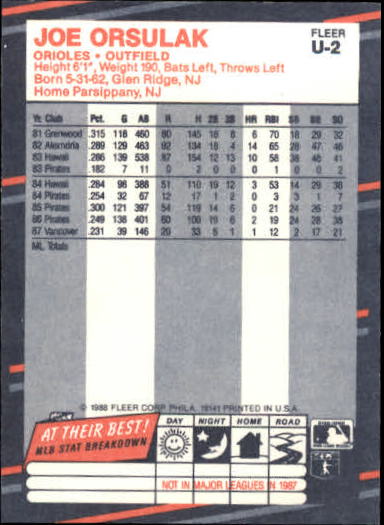 JOE ORSULAK
FLEER
U-2
ORIOLES • OUTFIELD
Height 6'1", Weight 190, Bats Left, Throws Left
Born 5-31-62, Glen Ridge, NJ
Home Parsippany, NJ
Yr. Club Pct. G AB R H 2B 3B HR RBI SB BB SO
81 Grenwood .315 118 460 80 145 18 8 6 70 18 29 32
82 Alexndria .289 129 463 92 134 18 4 14 65 28 47 46
83 Hawaii .286 139 538 87 154 12 13 10 58 38 48 41
83 Pirates .182 7 11 0 2 0 0 0 1 0 0 2
84 Hawaii .284 98 388 51 110 19 12 3 53 14 29 38
84 Pirates .254 32 67 12 17 1 2 0 3 3 1 7
85 Pirates .300 121 397 54 119 14 6 0 21 24 26 27
86 Pirates .249 138 401 60 100 19 6 2 19 24 28 38
87 Vancouver .231 39 146 20 33 5 1 1 12 2 17 21
ML Totals
© 1988 FLEER CORP. PHILA. 19141 PRINTED IN U.S.A.
AT THEIR BEST!
MLB STAT BREAKDOWN
DAY NIGHT HOME ROAD
NOT IN MAJOR LEAGUES IN 1987